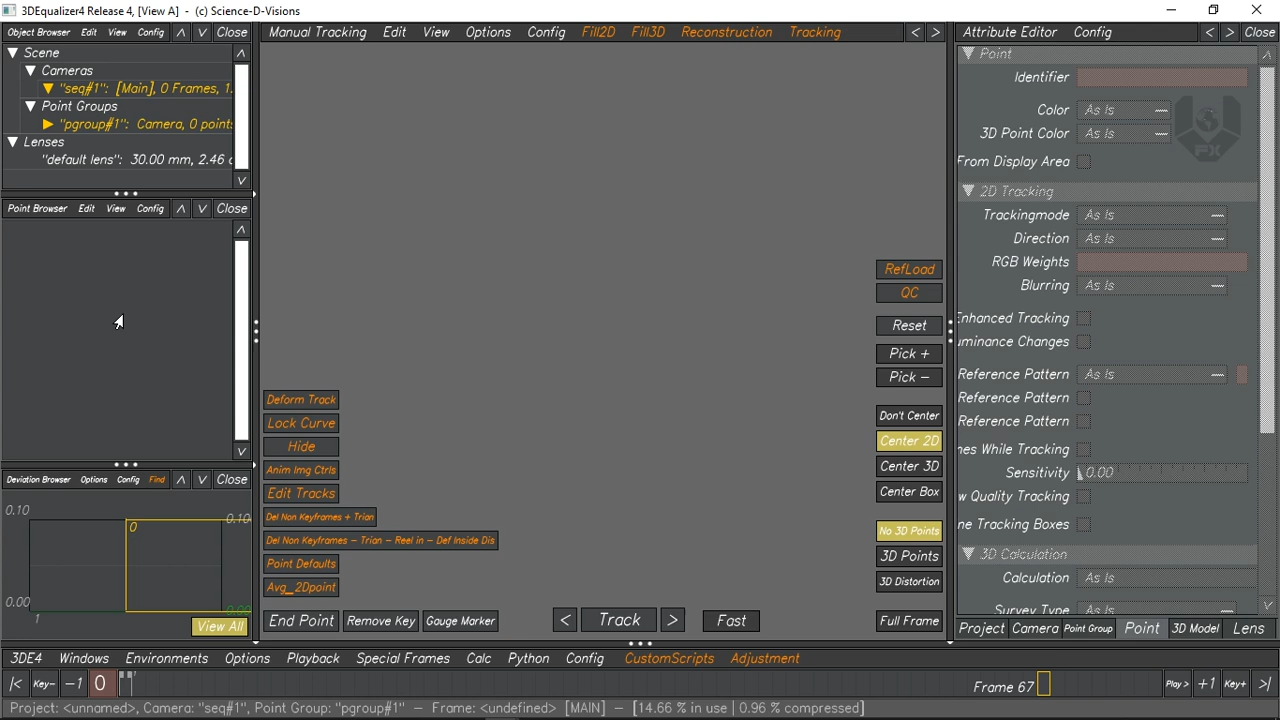 3DEqualizer4 Release 4, [View A]  -  (c) Science-D-Visions
Object Browser Edit View Config Close
Scene
Cameras
"seq#1": [Main], 0 Frames, 1.
Point Groups
"pgroup#1": Camera, 0 points
Lenses
"default lens": 30.00 mm, 2.46 c
Point Browser Edit View Config Close
Deviation Browser Options Config Find Close
0.10
0
0.10
0.00
0.00
1
View All
Manual Tracking Edit View Options Config Fill2D Fill3D Reconstruction Tracking < >
RefLoad
QC
Reset
Pick +
Pick −
Don't Center
Center 2D
Center 3D
Center Box
No 3D Points
3D Points
3D Distortion
Full Frame
Deform Track
Lock Curve
Hide
Anim Img Ctrls
Edit Tracks
Del Non Keyframes + Trian
Del Non Keyframes − Trian − Reel in − Def Inside Dis
Point Defaults
Avg_2Dpoint
End Point Remove Key Gauge Marker < Track > Fast
Attribute Editor Config < > Close
Point
Identifier
Color As Is
3D Point Color As Is
FX
From Display Area
2D Tracking
Trackingmode As Is
Direction As Is
RGB Weights
Blurring As Is
Enhanced Tracking
uminance Changes
Reference Pattern As Is
Reference Pattern
Reference Pattern
nes While Tracking
Sensitivity 0.00
w Quality Tracking
ne Tracking Boxes
3D Calculation
Calculation As Is
Survey Type As Is
Project Camera Point Group Point 3D Model Lens
3DE4 Windows Environments Options Playback Special Frames Calc Python Config CustomScripts Adjustment
|< Key− −1 0 Frame 67 Play > +1 Key+ >|
Project: <unnamed>, Camera: "seq#1", Point Group: "pgroup#1" − Frame: <undefined> [MAIN] − [14.66 % in use | 0.96 % compressed]